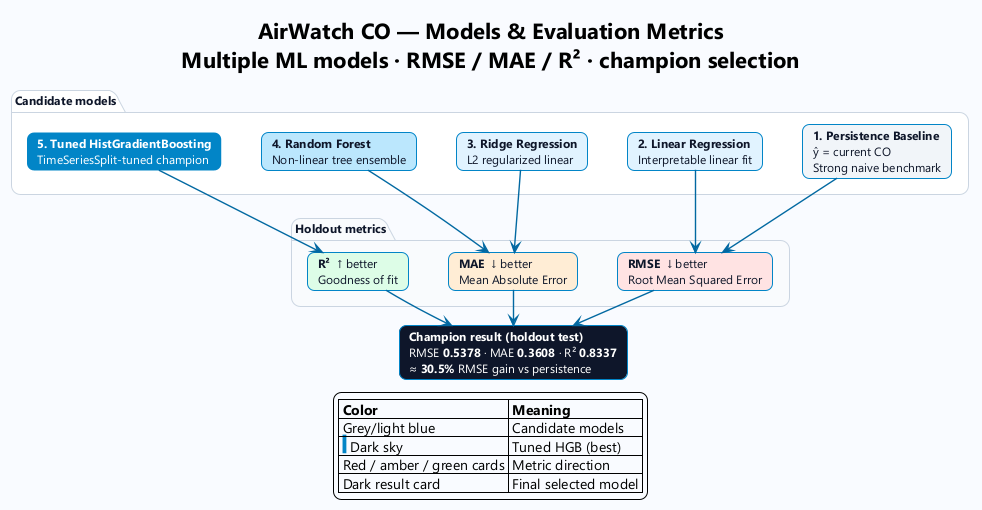 AirWatch CO — Models & Evaluation Metrics
Multiple ML models · RMSE / MAE / R² · champion selection
Candidate models
5. Tuned HistGradientBoosting
TimeSeriesSplit-tuned champion
4. Random Forest
Non-linear tree ensemble
3. Ridge Regression
L2 regularized linear
2. Linear Regression
Interpretable linear fit
1. Persistence Baseline
ŷ = current CO
Strong naive benchmark
Holdout metrics
R² ↑ better
Goodness of fit
MAE ↓ better
Mean Absolute Error
RMSE ↓ better
Root Mean Squared Error
Champion result (holdout test)
RMSE 0.5378 · MAE 0.3608 · R² 0.8337
≈ 30.5% RMSE gain vs persistence
Color Meaning
Grey/light blue Candidate models
Dark sky Tuned HGB (best)
Red / amber / green cards Metric direction
Dark result card Final selected model